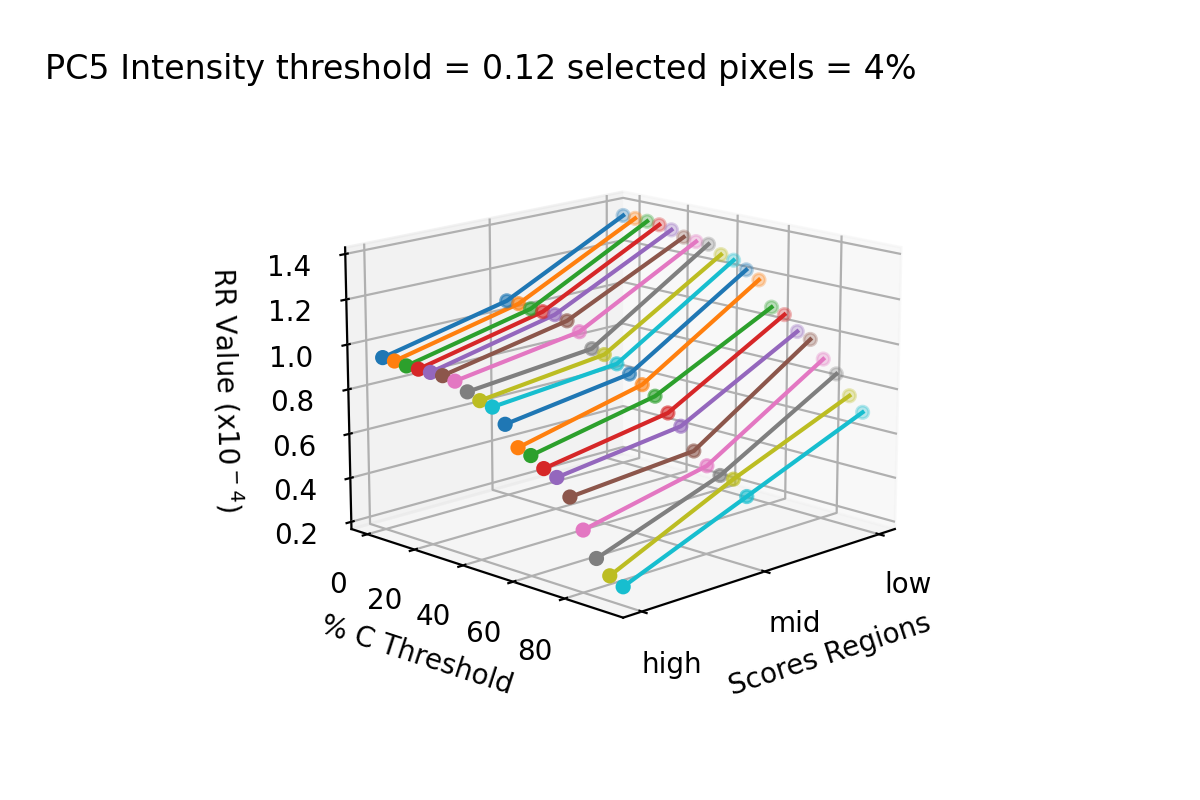 PC5 Intensity threshold = 0.12 selected pixels = 4%
RR Value (x10⁻⁴)
1.4
1.2
1.0
0.8
0.6
0.4
0.2
0
20
40
60
80
% C Threshold
high
mid
low
Scores Regions